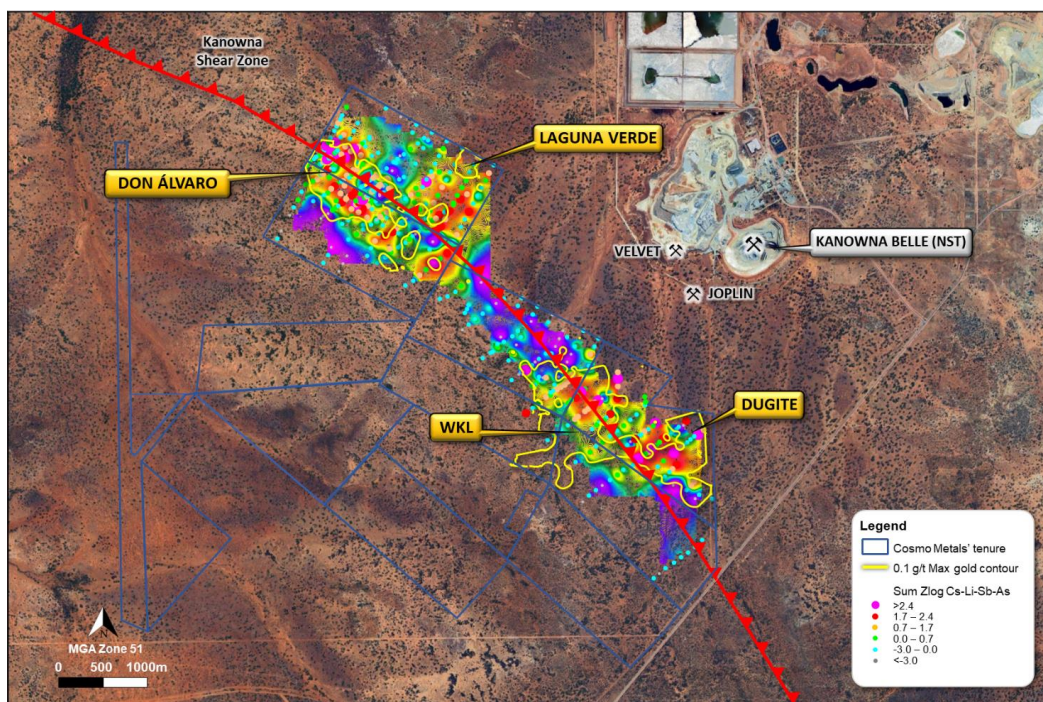 Kanowna
Shear Zone
LAGUNA VERDE
DON ÁLVARO
VELVET
KANOWNA BELLE (NST)
JOPLIN
DUGITE
WKL
Legend
Cosmo Metals' tenure
0.1 g/t Max gold contour
Sum Zlog Cs-Li-Sb-As
>2.4
1.7 – 2.4
0.7 – 1.7
0.0 – 0.7
-3.0 – 0.0
<-3.0
N
MGA Zone 51
0 500 1000m